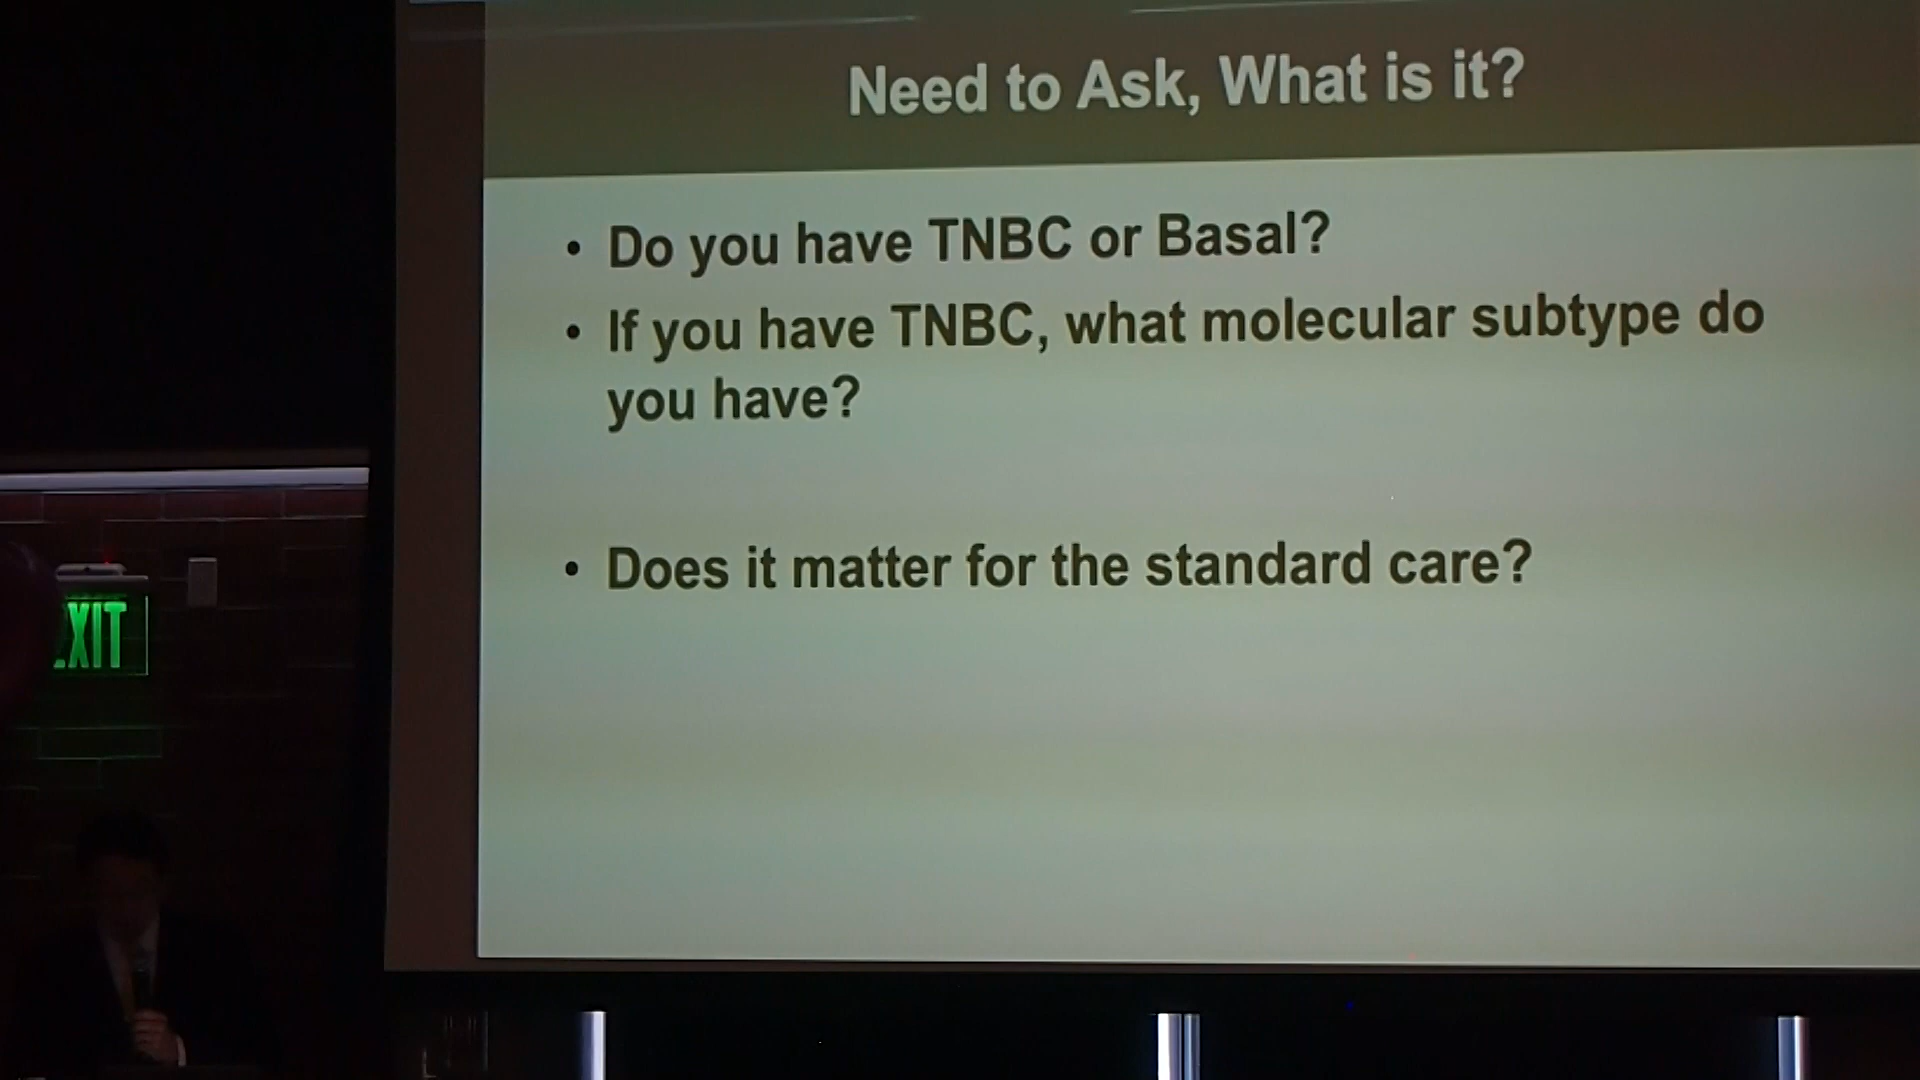 Need to Ask, What is it?
• Do you have TNBC or Basal?
• If you have TNBC, what molecular subtype do
you have?
• Does it matter for the standard care?
EXIT